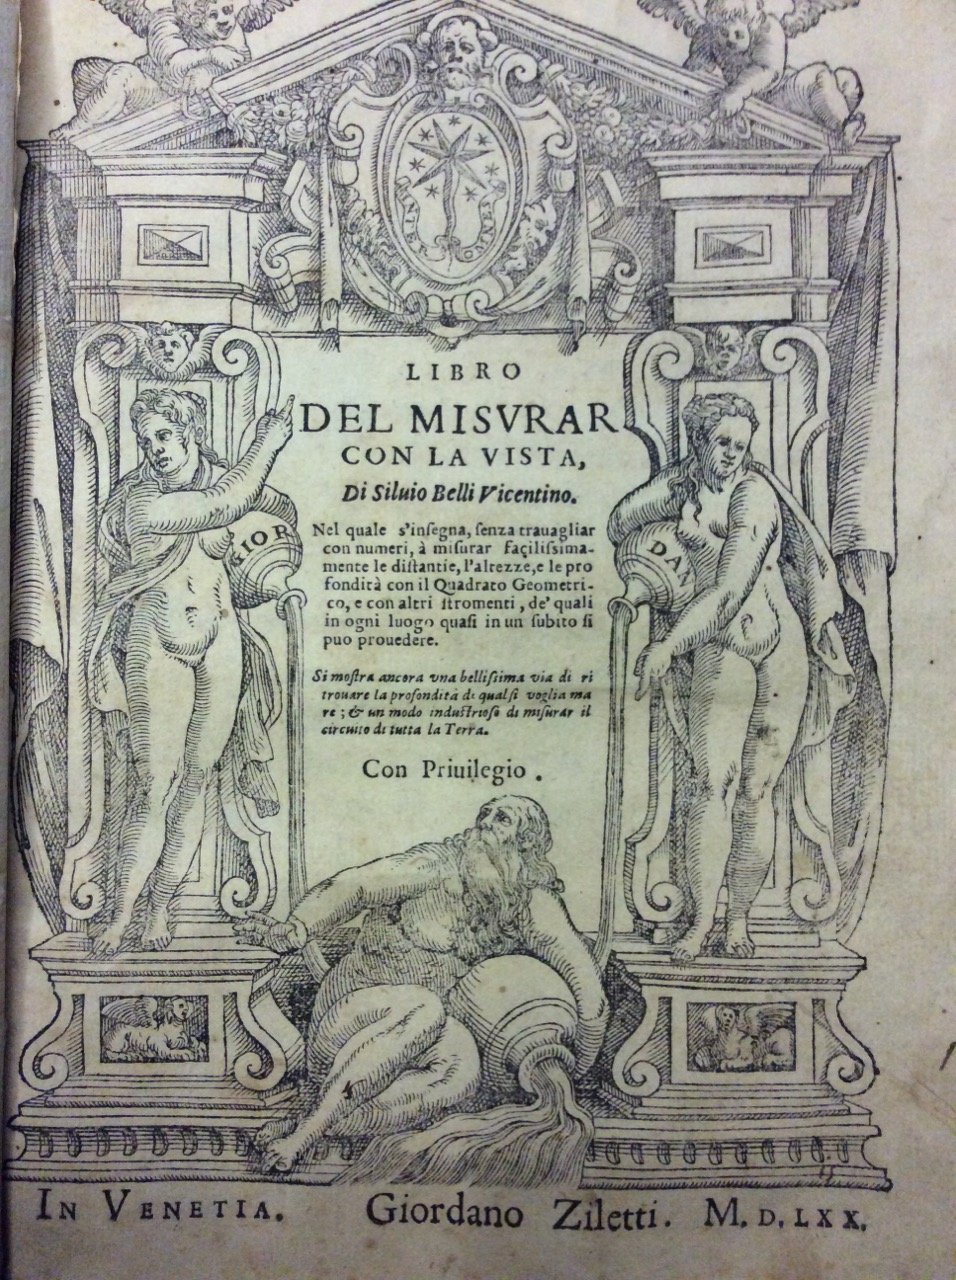 LIBRO
DEL MISVRAR
CON LA VISTA,
Di Siluio Belli Vicentino.
GIOR
DAN
Nel quale s'insegna, senza trauagliar
con numeri, à misurar façilissima-
mente le distantie, l'altezze, e le pro
fondità con il Quadrato Geometri-
co, e con altri stromenti, de' quali
in ogni luogo quasi in un subito si
puo prouedere.
Si mostra ancora vna bellissima via di ri
trouare la profondità di qual si voglia ma
re; & un modo industrioso di misurar il
circuito di tutta la Terra.
Con Priuilegio.
IN VENETIA. Giordano Ziletti. M.D.LXX.